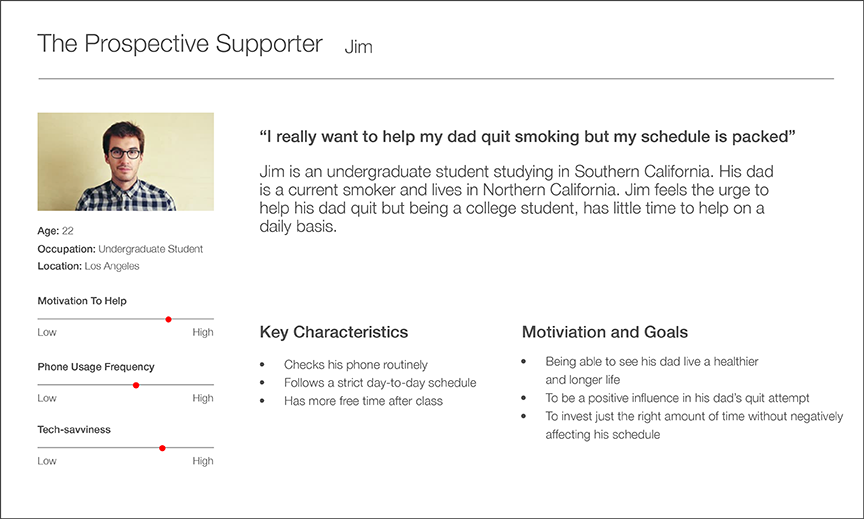 The Prospective Supporter Jim
“I really want to help my dad quit smoking but my schedule is packed”
Jim is an undergraduate student studying in Southern California. His dad
is a current smoker and lives in Northern California. Jim feels the urge to
help his dad quit but being a college student, has little time to help on a
daily basis.
Age: 22
Occupation: Undergraduate Student
Location: Los Angeles
Motivation To Help
Low High
Phone Usage Frequency
Low High
Tech-savviness
Low High
Key Characteristics
• Checks his phone routinely
• Follows a strict day-to-day schedule
• Has more free time after class
Motiviation and Goals
• Being able to see his dad live a healthier
and longer life
• To be a positive influence in his dad’s quit attempt
• To invest just the right amount of time without negatively
affecting his schedule